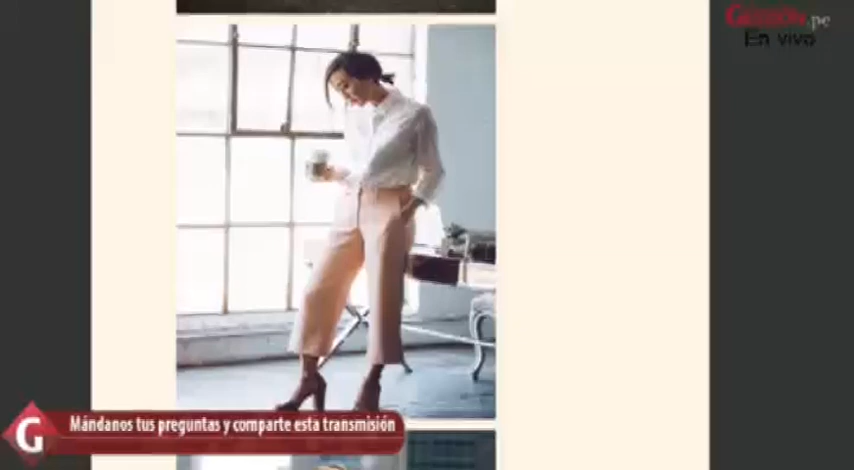 GESTIÓN.pe
En vivo
G Mándanos tus preguntas y comparte esta transmisión